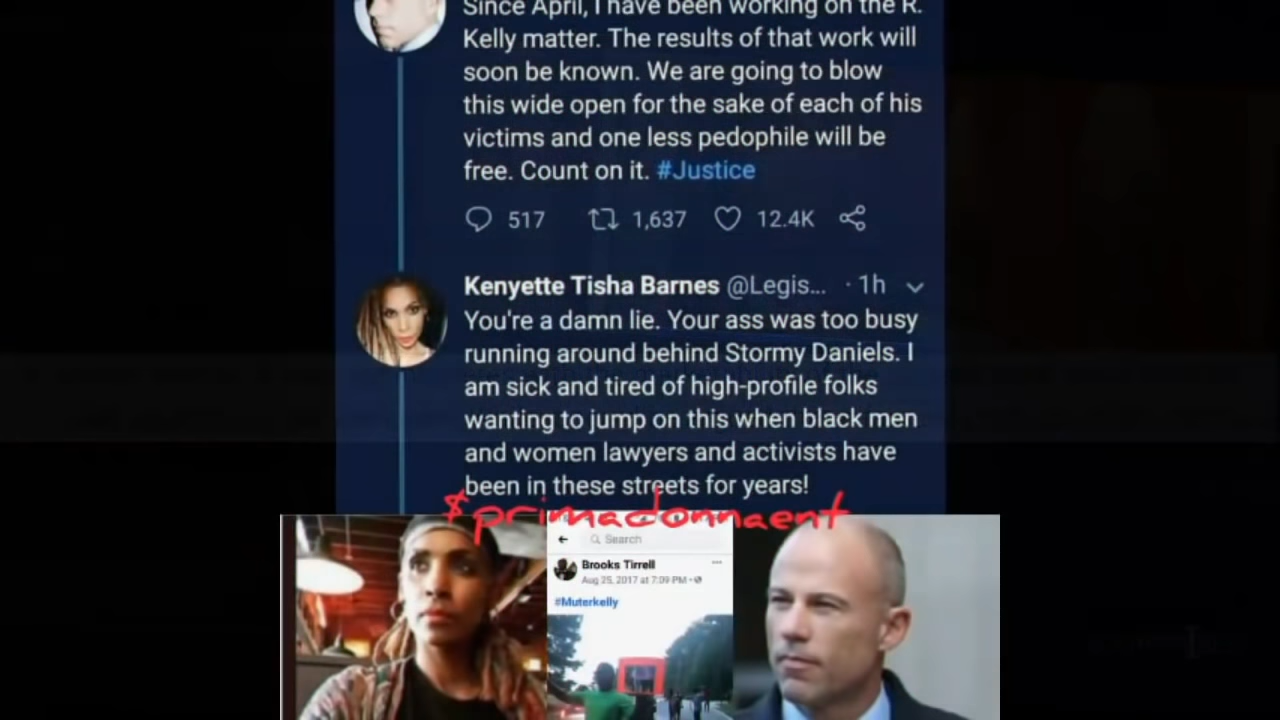 Since April, I have been working on the R.
Kelly matter. The results of that work will
soon be known. We are going to blow
this wide open for the sake of each of his
victims and one less pedophile will be
free. Count on it. #Justice
517 1,637 12.4K
Kenyette Tisha Barnes @Legis... · 1h
You're a damn lie. Your ass was too busy
running around behind Stormy Daniels. I
am sick and tired of high-profile folks
wanting to jump on this when black men
and women lawyers and activists have
been in these streets for years!
$primadonnaent
Search
Brooks Tirrell
Aug 25, 2017 at 7:09 PM •
#Muterkelly